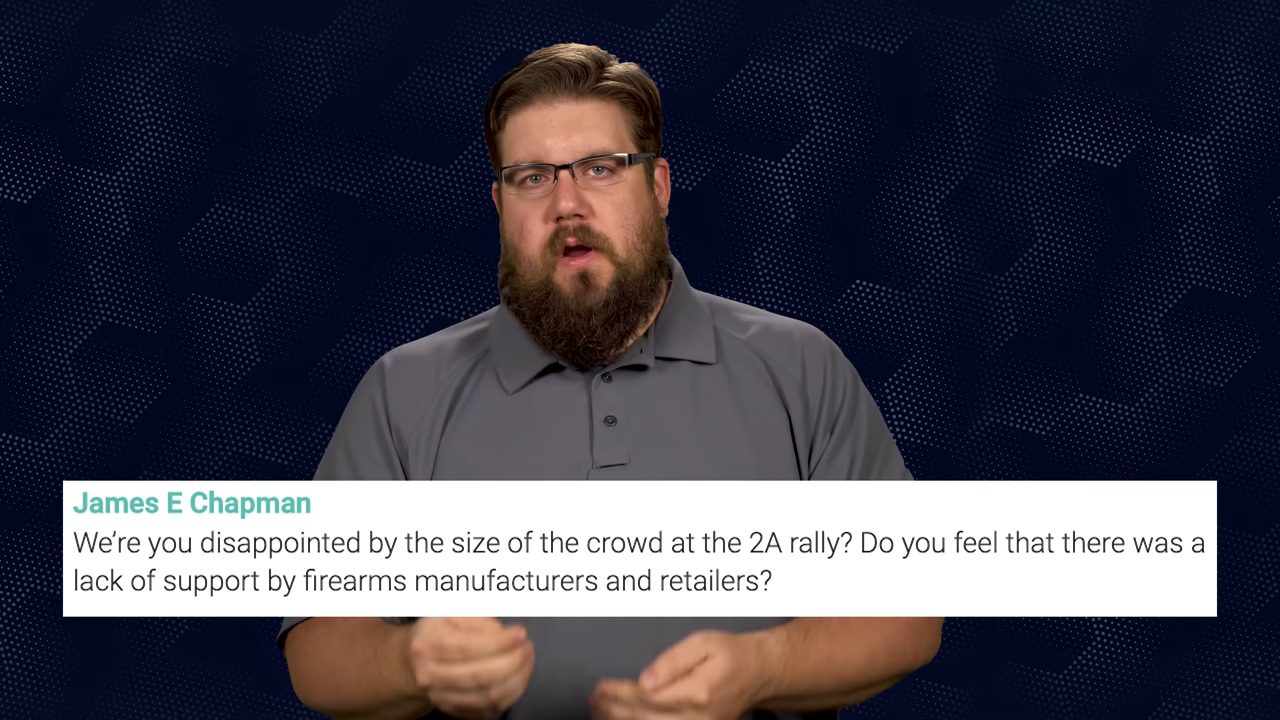 James E Chapman
We’re you disappointed by the size of the crowd at the 2A rally? Do you feel that there was a
lack of support by firearms manufacturers and retailers?